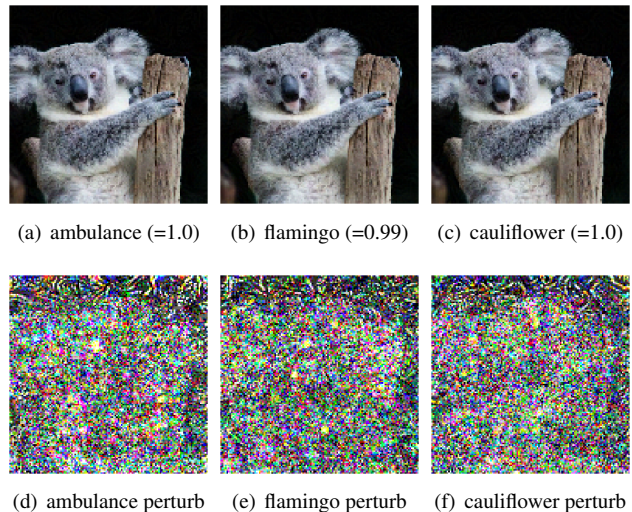 (a) ambulance (=1.0) (b) flamingo (=0.99) (c) cauliflower (=1.0)
(d) ambulance perturb (e) flamingo perturb (f) cauliflower perturb